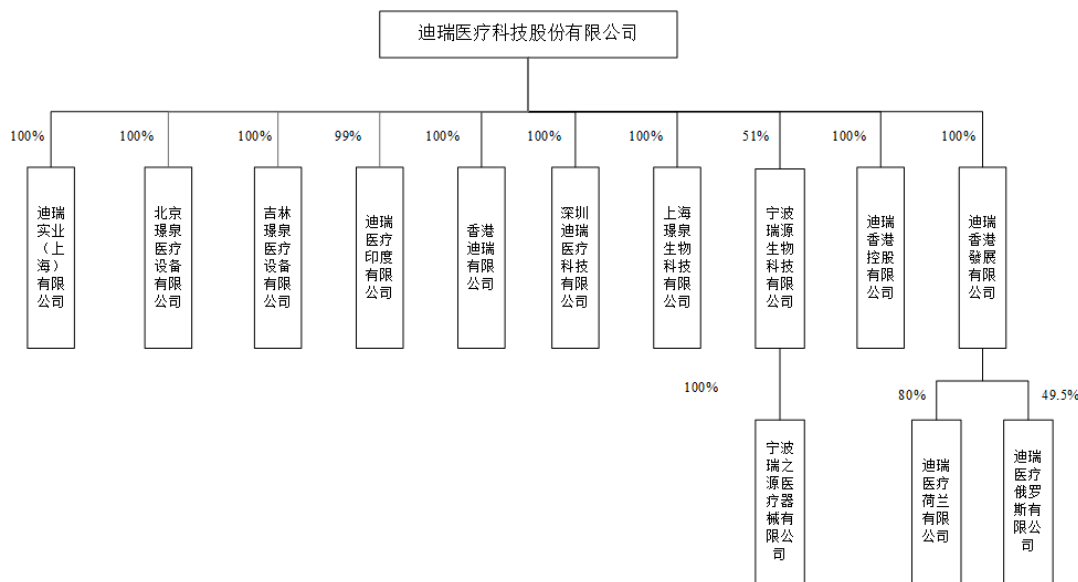 迪瑞医疗科技股份有限公司
100%
100%
100%
99%
100%
100%
100%
51%
100%
100%
迪瑞
实业
（上
海）
有限
公司
北京
璟泉
医疗
设备
有限
公司
吉林
璟泉
医疗
设备
有限
公司
迪瑞
医疗
印度
有限
公司
香港
迪瑞
有限
公司
深圳
迪瑞
医疗
科技
有限
公司
上海
璟泉
生物
科技
有限
公司
宁波
瑞源
生物
科技
有限
公司
迪瑞
香港
控股
有限
公司
迪瑞
香港
發展
有限
公司
100%
80%
49.5%
宁波
瑞之
源医
疗器
械有
限公
司
迪瑞
医疗
荷兰
有限
公司
迪瑞
医疗
俄罗
斯有
限公
司